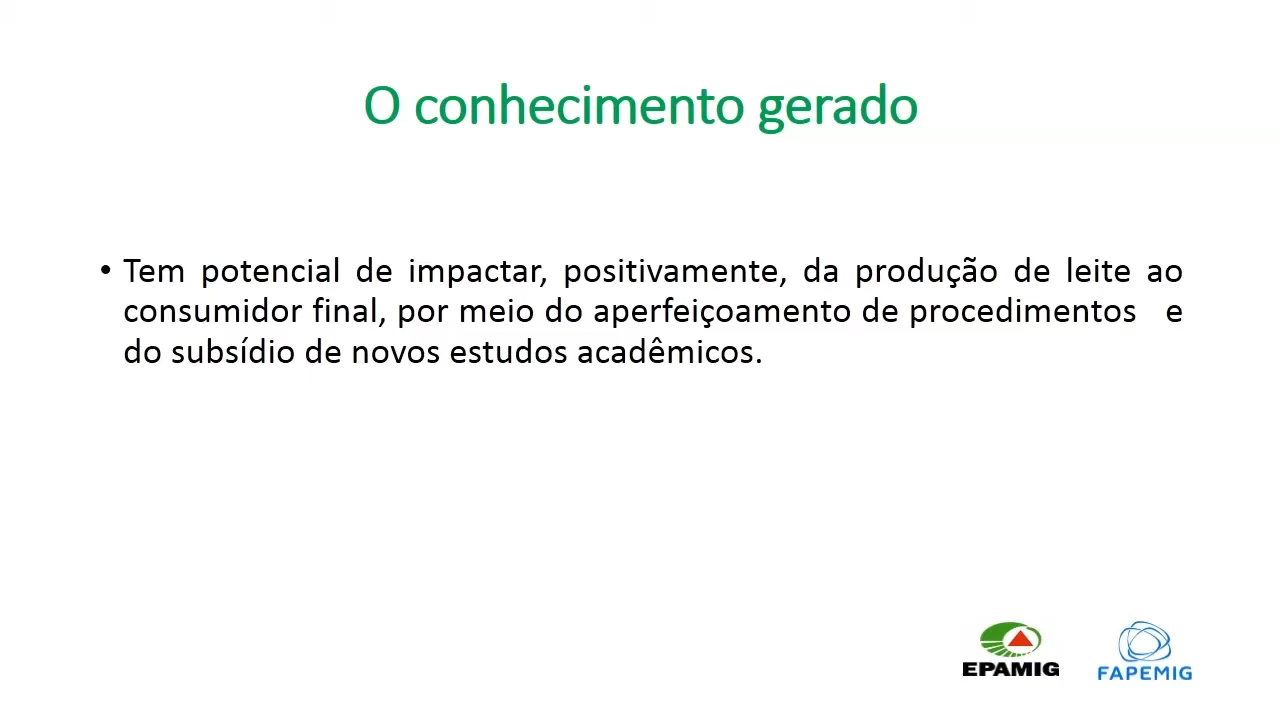 O conhecimento gerado
• Tem potencial de impactar, positivamente, da produção de leite ao
consumidor final, por meio do aperfeiçoamento de procedimentos e
do subsídio de novos estudos acadêmicos.
EPAMIG
FAPEMIG